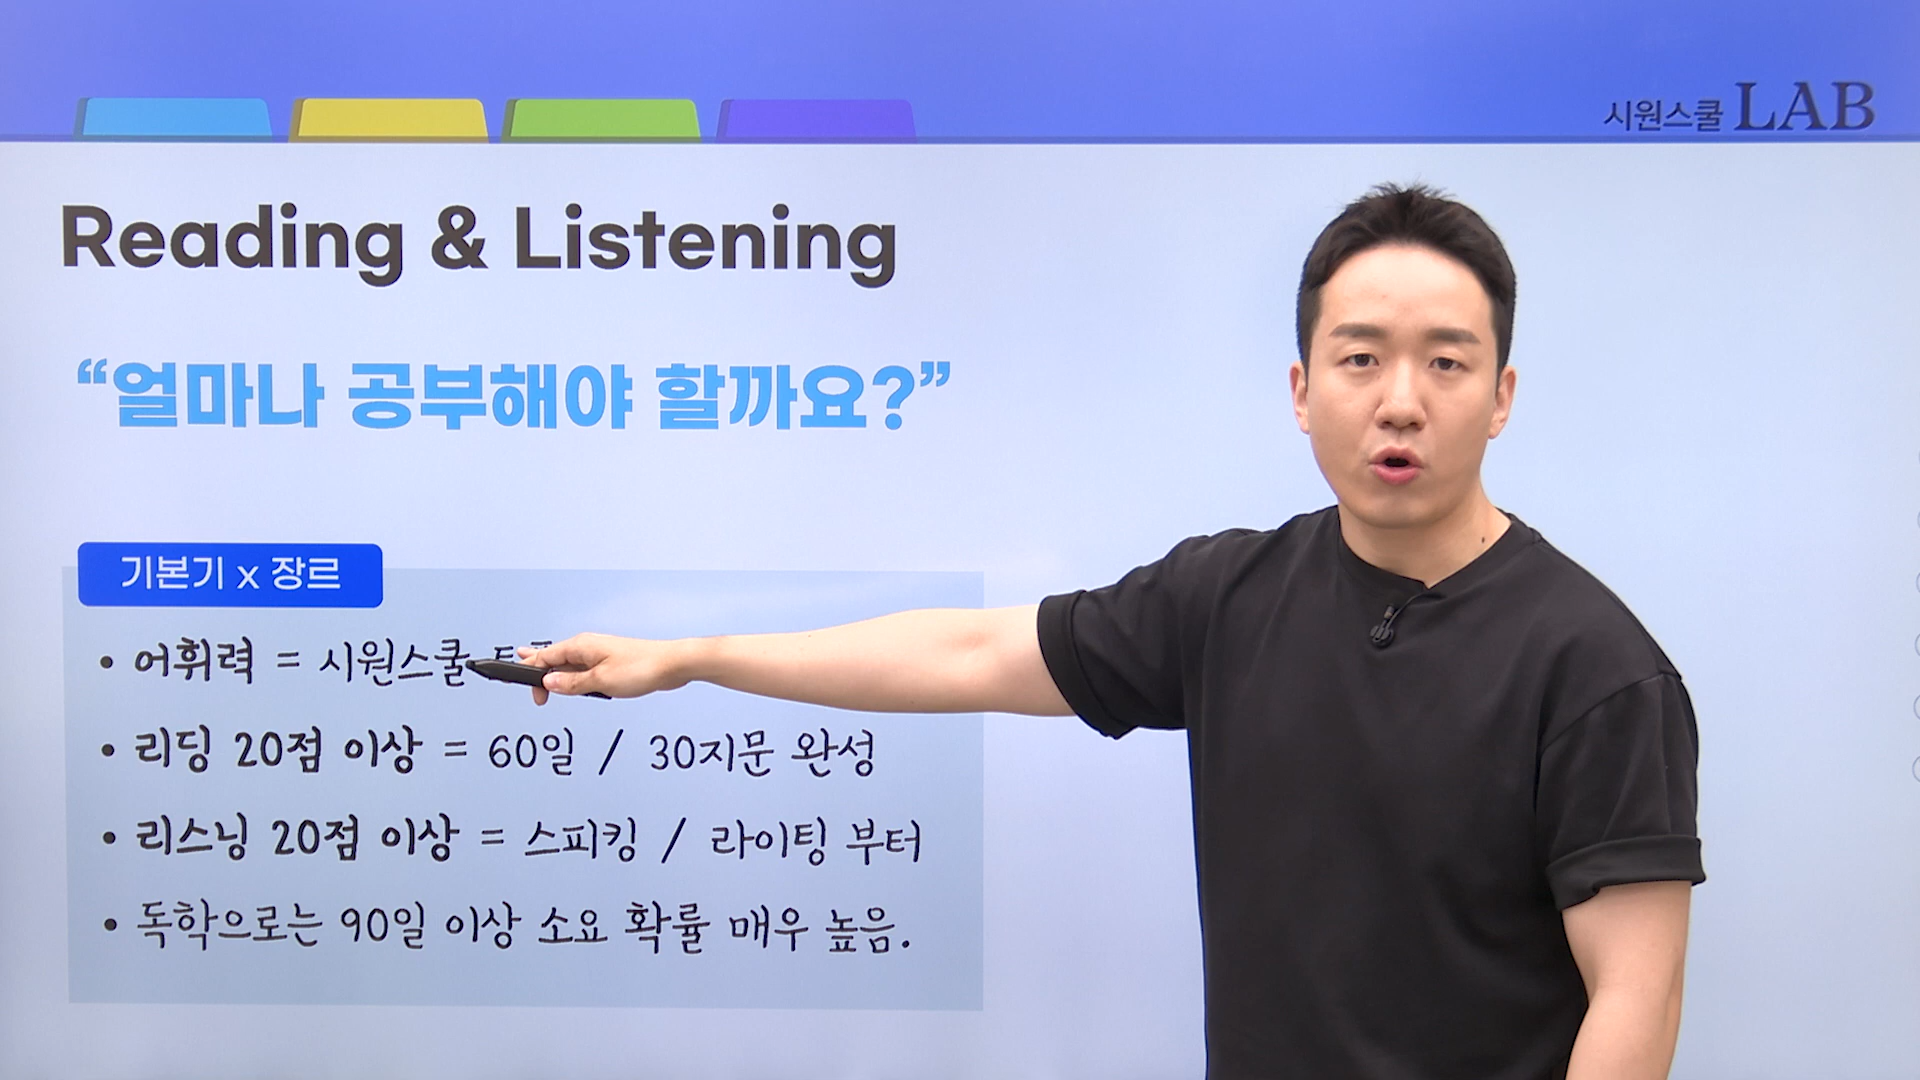 시원스쿨 LAB
Reading & Listening
“얼마나 공부해야 할까요?”
기본기 x 장르
• 어휘력 = 시원스쿨
• 리딩 20점 이상 = 60일 / 30지문 완성
• 리스닝 20점 이상 = 스피킹 / 라이팅 부터
• 독학으로는 90일 이상 소요 확률 매우 높음.